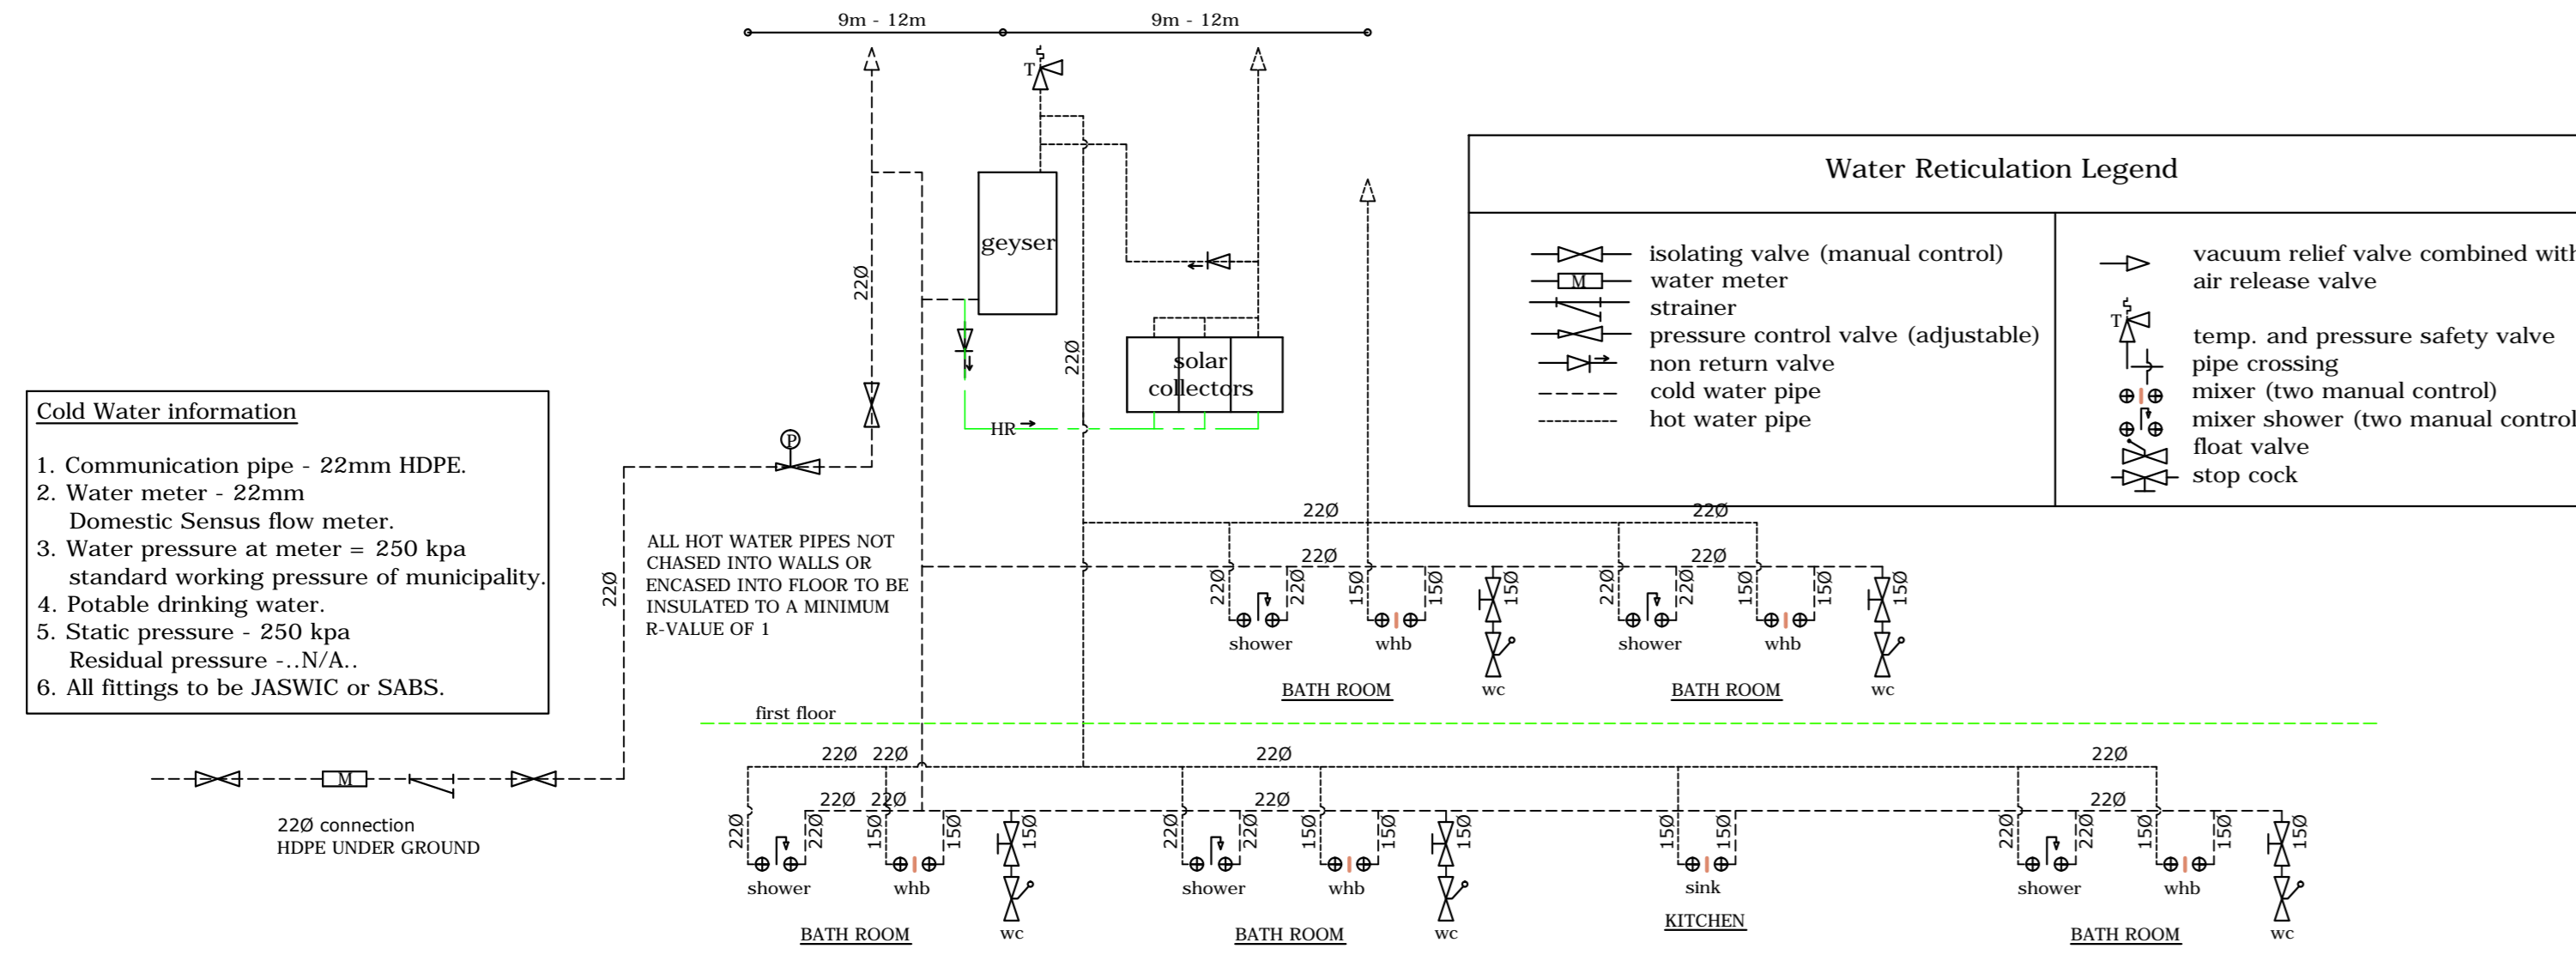 9m - 12m
9m - 12m
T
Water Reticulation Legend
geyser
22Ø
22Ø
solar
collectors
HR
P
isolating valve (manual control)
M water meter
strainer
pressure control valve (adjustable)
non return valve
cold water pipe
hot water pipe
vacuum relief valve combined with
air release valve
T
temp. and pressure safety valve
pipe crossing
mixer (two manual control)
mixer shower (two manual control
float valve
stop cock
Cold Water information
1. Communication pipe - 22mm HDPE.
2. Water meter - 22mm
Domestic Sensus flow meter.
3. Water pressure at meter = 250 kpa
standard working pressure of municipality.
4. Potable drinking water.
5. Static pressure - 250 kpa
Residual pressure -..N/A..
6. All fittings to be JASWIC or SABS.
22Ø
ALL HOT WATER PIPES NOT
CHASED INTO WALLS OR
ENCASED INTO FLOOR TO BE
INSULATED TO A MINIMUM
R-VALUE OF 1
22Ø 22Ø
22Ø 22Ø
22Ø 22Ø 15Ø 15Ø 15Ø 22Ø 22Ø 15Ø 15Ø 15Ø
shower whb shower whb
BATH ROOM wc BATH ROOM wc
first floor
22Ø 22Ø 22Ø 22Ø
M
22Ø 22Ø 22Ø 22Ø
22Ø connection
HDPE UNDER GROUND
22Ø 22Ø 15Ø 15Ø 15Ø 22Ø 22Ø 15Ø 15Ø 15Ø 15Ø 15Ø 22Ø 22Ø 15Ø 15Ø 15Ø
shower whb shower whb sink shower whb
BATH ROOM wc BATH ROOM wc KITCHEN BATH ROOM wc